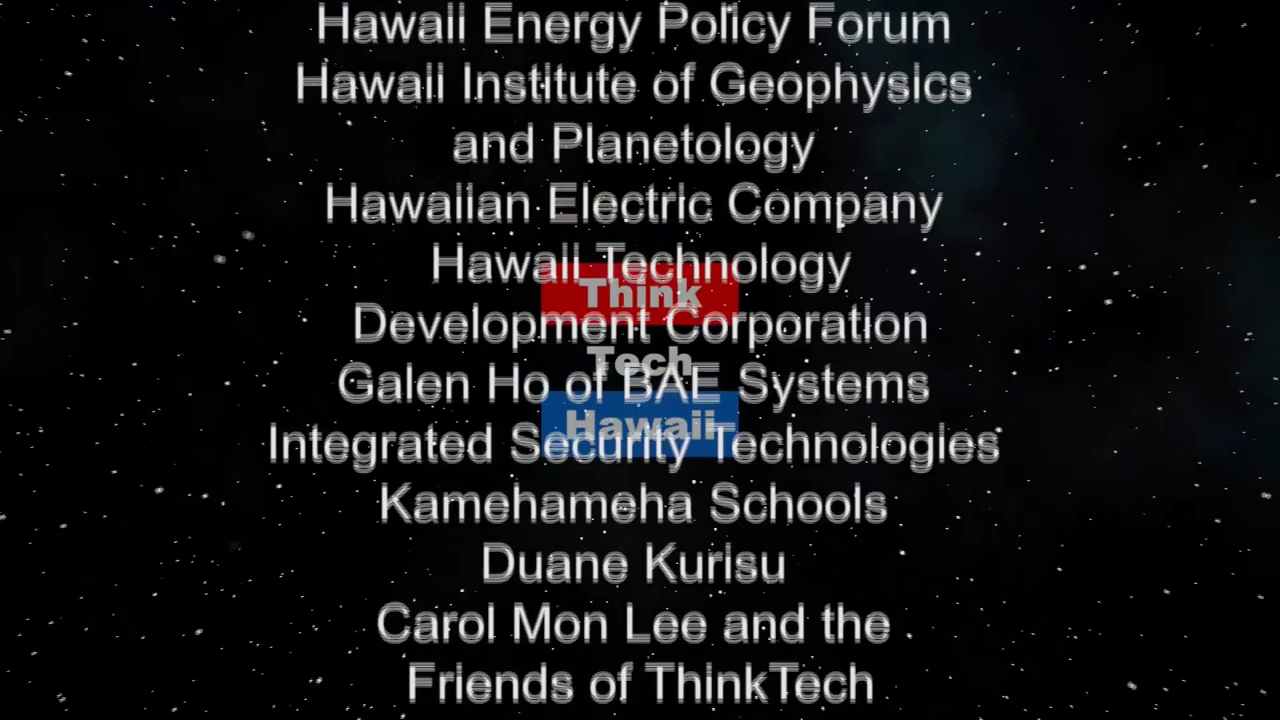 Hawaii Energy Policy Forum
Hawaii Institute of Geophysics
and Planetology
Hawaiian Electric Company
Hawaii Technology
Think
Development Corporation
Tech
Galen Ho of BAE Systems
Hawaii
Integrated Security Technologies
Kamehameha Schools
Duane Kurisu
Carol Mon Lee and the
Friends of ThinkTech